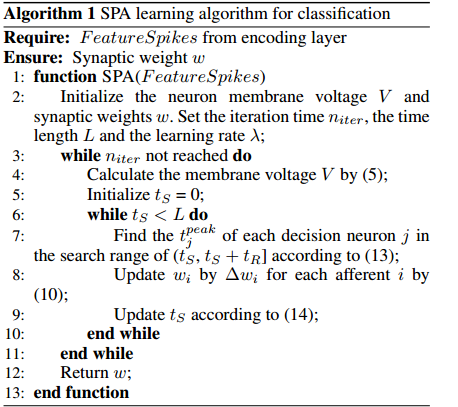 Algorithm 1 SPA learning algorithm for classification
Require: FeatureSpikes from encoding layer
Ensure: Synaptic weight w
1: function SPA(FeatureSpikes)
2: Initialize the neuron membrane voltage V and
synaptic weights w. Set the iteration time n_{iter}, the time
length L and the learning rate λ;
3: while n_{iter} not reached do
4: Calculate the membrane voltage V by (5);
5: Initialize t_S = 0;
6: while t_S < L do
7: Find the t_j^{peak} of each decision neuron j in
the search range of (t_S, t_S + t_R] according to (13);
8: Update w_i by Δw_i for each afferent i by
(10);
9: Update t_S according to (14);
10: end while
11: end while
12: Return w;
13: end function